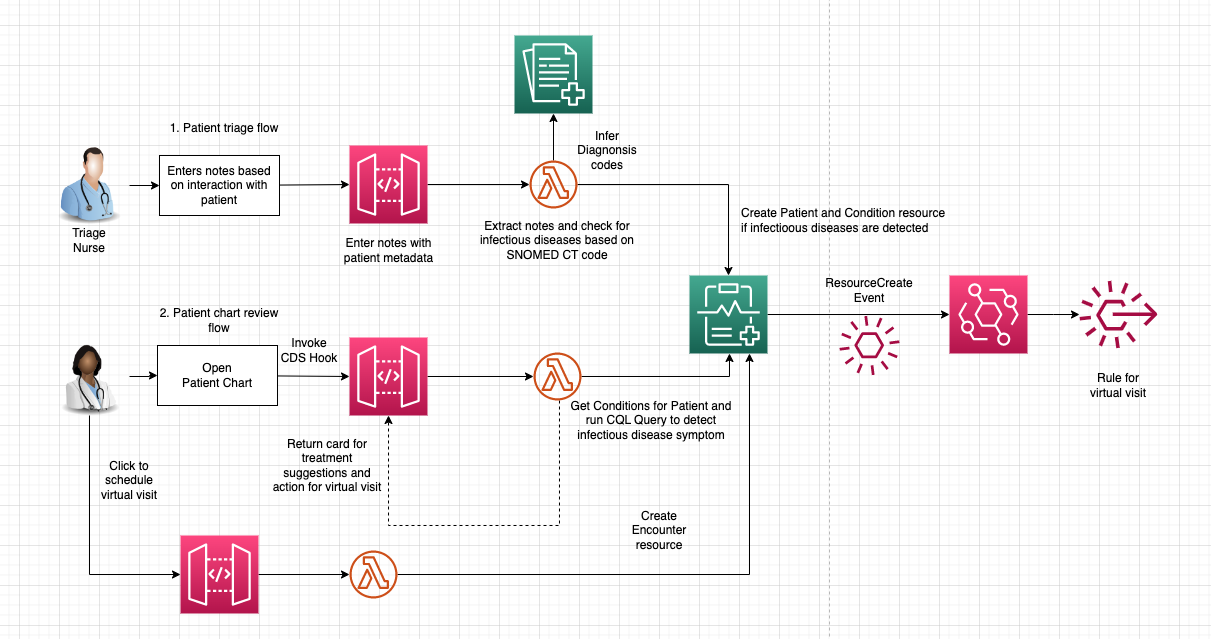 1. Patient triage flow
Enters notes based
on interaction with
patient
Triage
Nurse
</>
Enter notes with
patient metadata
Infer
Diagnonsis
codes
Extract notes and check for
infectious diseases based on
SNOMED CT code
Create Patient and Condition resource
if infectioous diseases are detected
ResourceCreate
Event
Rule for
virtual visit
2. Patient chart review
flow
Open
Patient Chart
Invoke
CDS Hook
</>
Get Conditions for Patient and
run CQL Query to detect
infectious disease symptom
Return card for
treatment
suggestions and
action for virtual visit
Click to
schedule
virtual visit
</>
Create
Encounter
resource